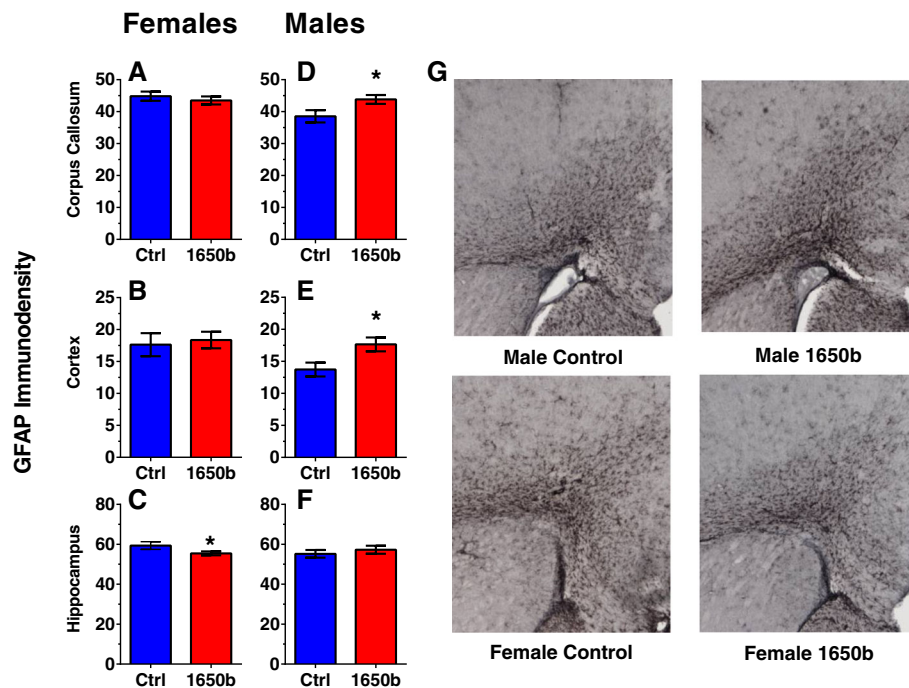 Females Males
A
D
G
Corpus Callosum
50
40
30
20
10
0
Ctrl 1650b
50
40
30
20
10
0
*
Ctrl 1650b
GFAP Immunodensity
B
E
Cortex
25
20
15
10
5
0
Ctrl 1650b
25
20
15
10
5
0
*
Ctrl 1650b
C
F
Hippocampus
80
60
40
20
0
*
Ctrl 1650b
80
60
40
20
0
Ctrl 1650b
Male Control
Male 1650b
Female Control
Female 1650b